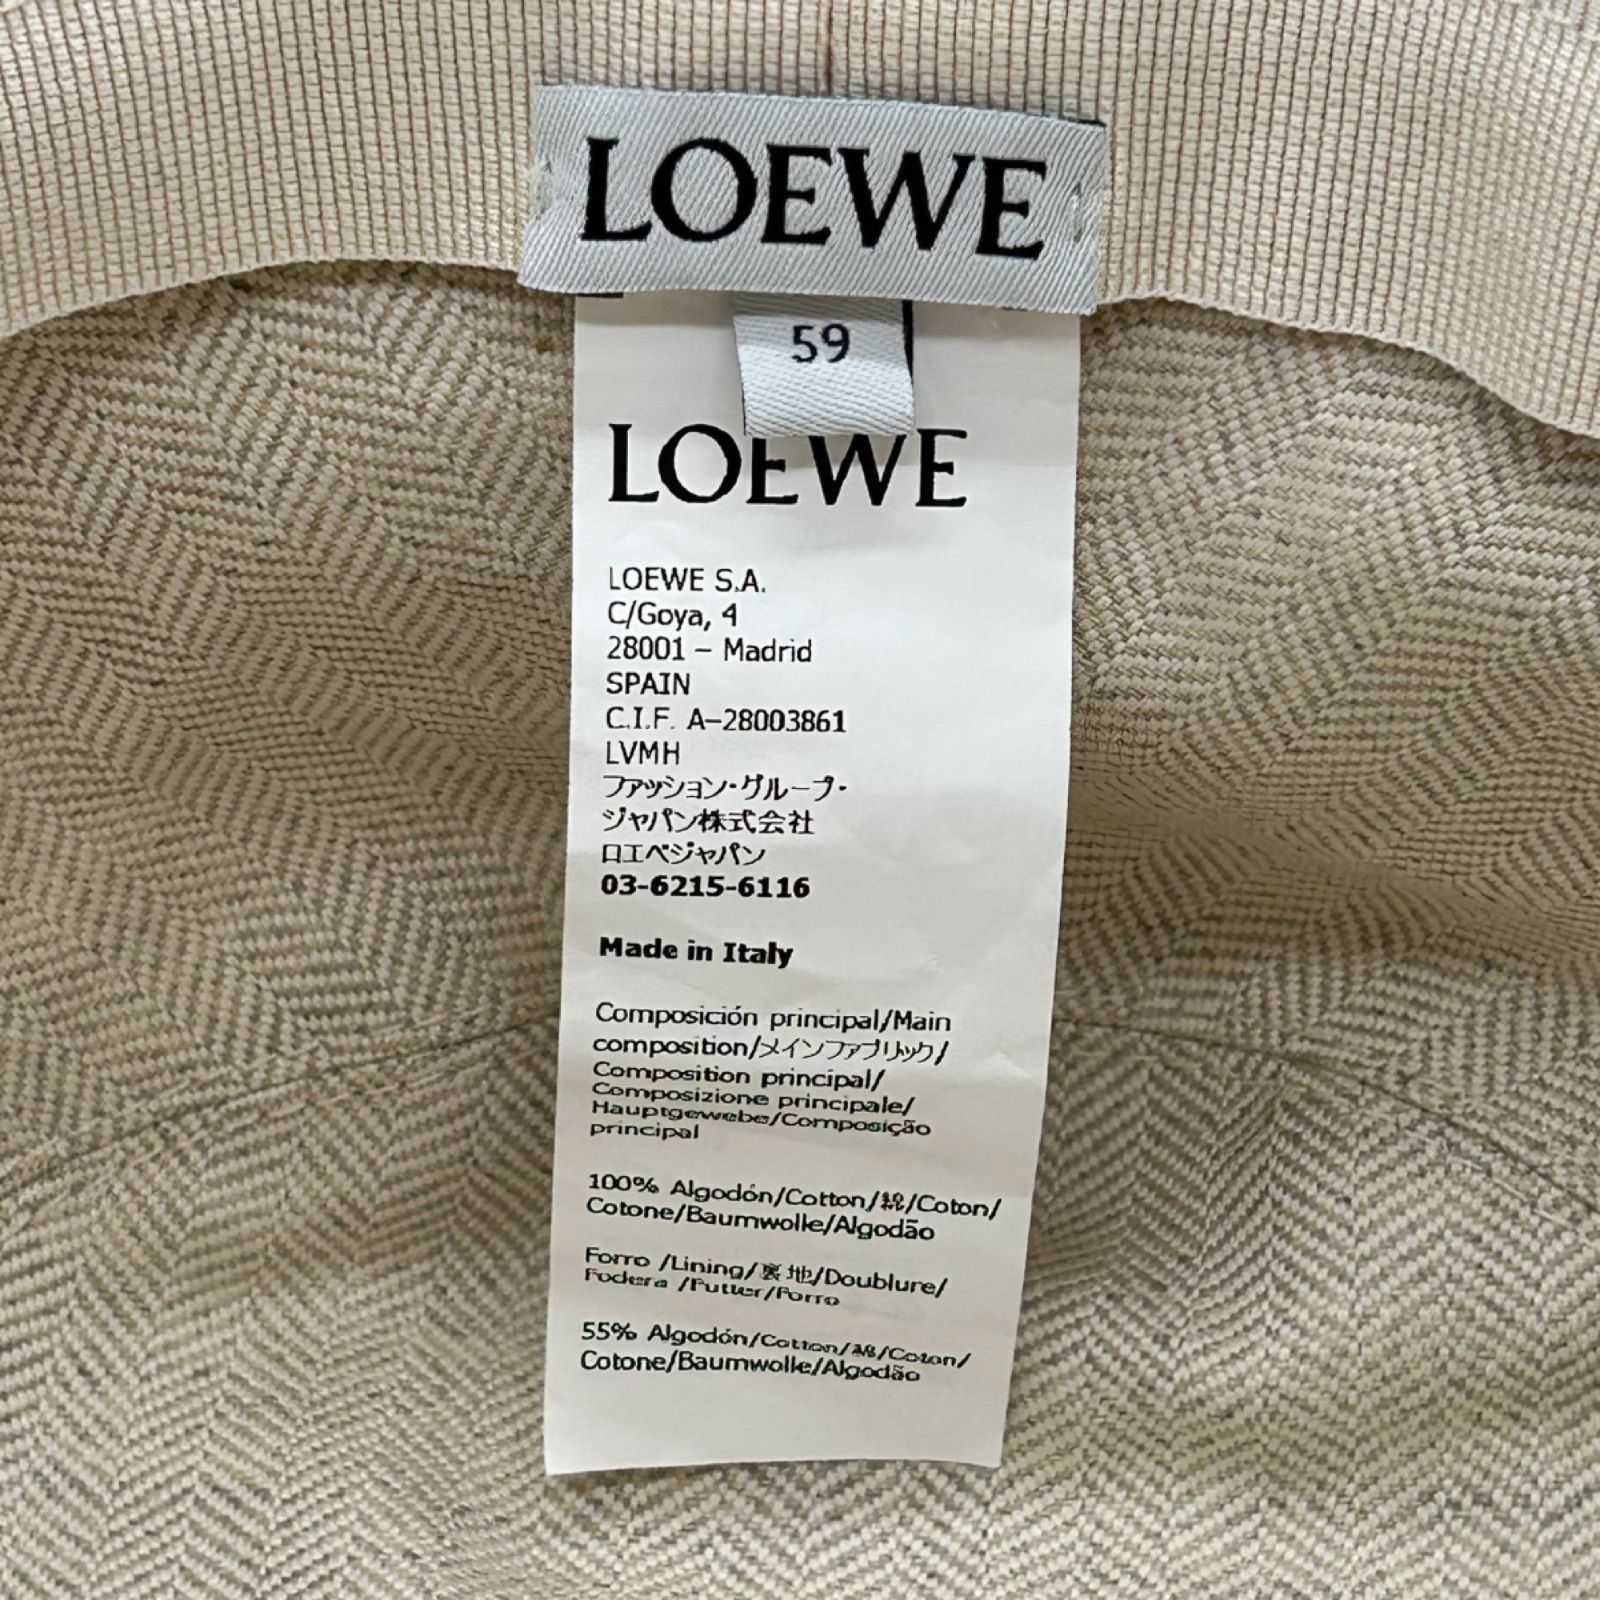 LOEWE
59
LOEWE
LOEWE S.A.
C/Goya, 4
28001 – Madrid
SPAIN
C.I.F. A–28003861
LVMH
ファッション・グループ・
ジャパン株式会社
ロエベジャパン
03-6215-6116
Made in Italy
Composición principal/Main
composition/メインファブリック/
Composition principal/
Composizione principale/
Hauptgewebe/Composição
principal
100% Algodón/Cotton/綿/Coton/
Cotone/Baumwolle/Algodão
Forro /Lining/裏地/Doublure/
Fodera /Futter/Forro
55% Algodón/Cotton/綿/Coton/
Cotone/Baumwolle/Algodão